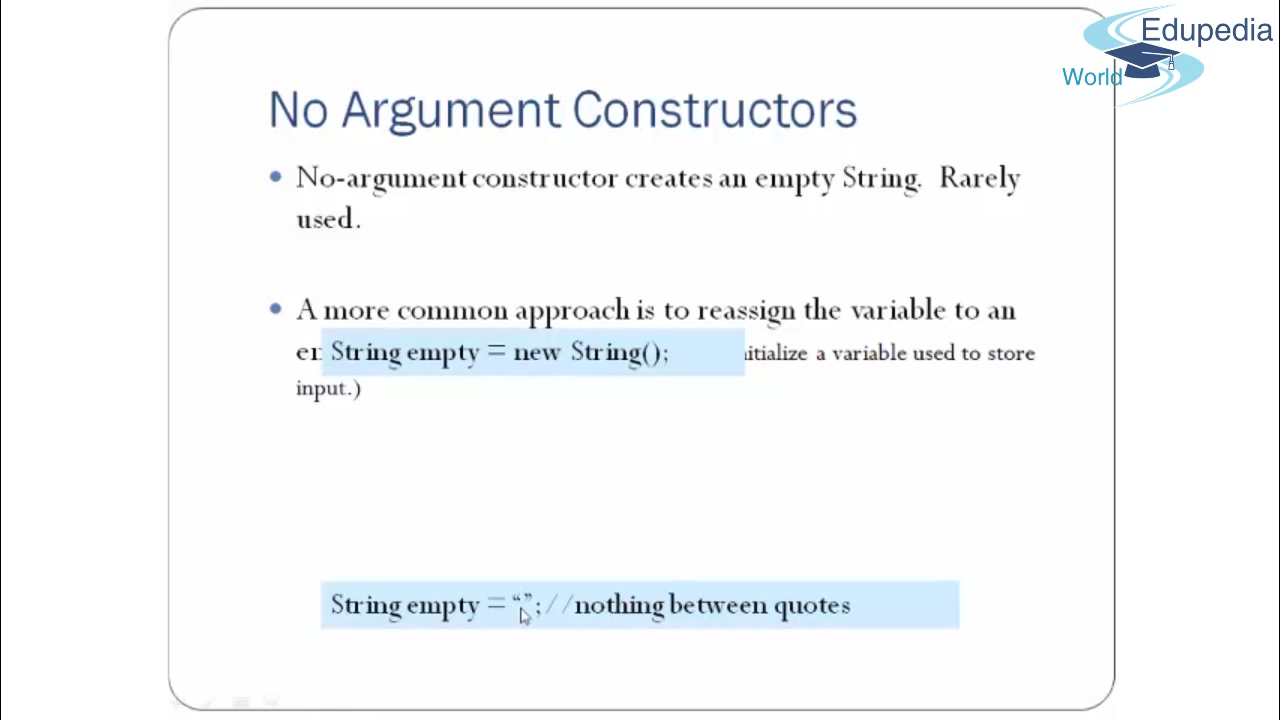 Edupedia
World
No Argument Constructors
• No-argument constructor creates an empty String. Rarely
used.
• A more common approach is to reassign the variable to an
String empty = new String(); variable used to store
input.)
String empty = “”;//nothing between quotes